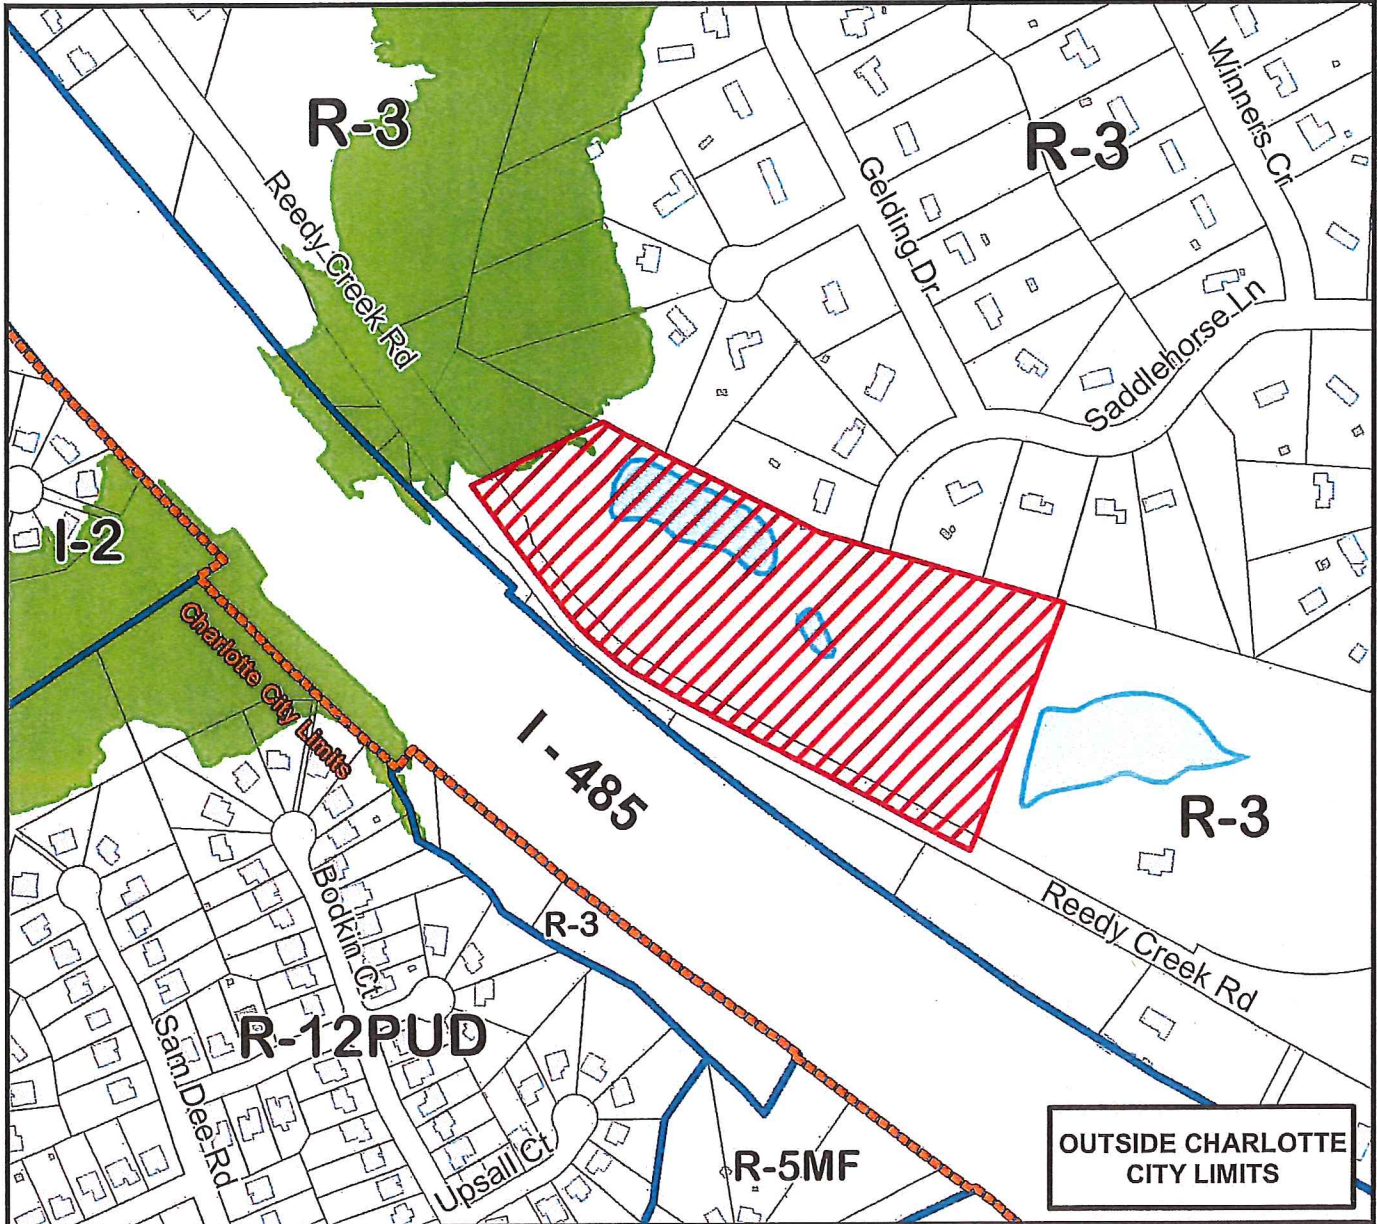 R-3
R-3
Winners Cr
Reedy Creek Rd
Gelding Dr
Saddlehorse Ln
I-2
Charlotte City Limits
I - 485
R-3
Reedy Creek Rd
R-3
Bodkin Ct
R-12PUD
Sam Dee Rd
Upsall Ct
R-5MF
OUTSIDE CHARLOTTE
CITY LIMITS